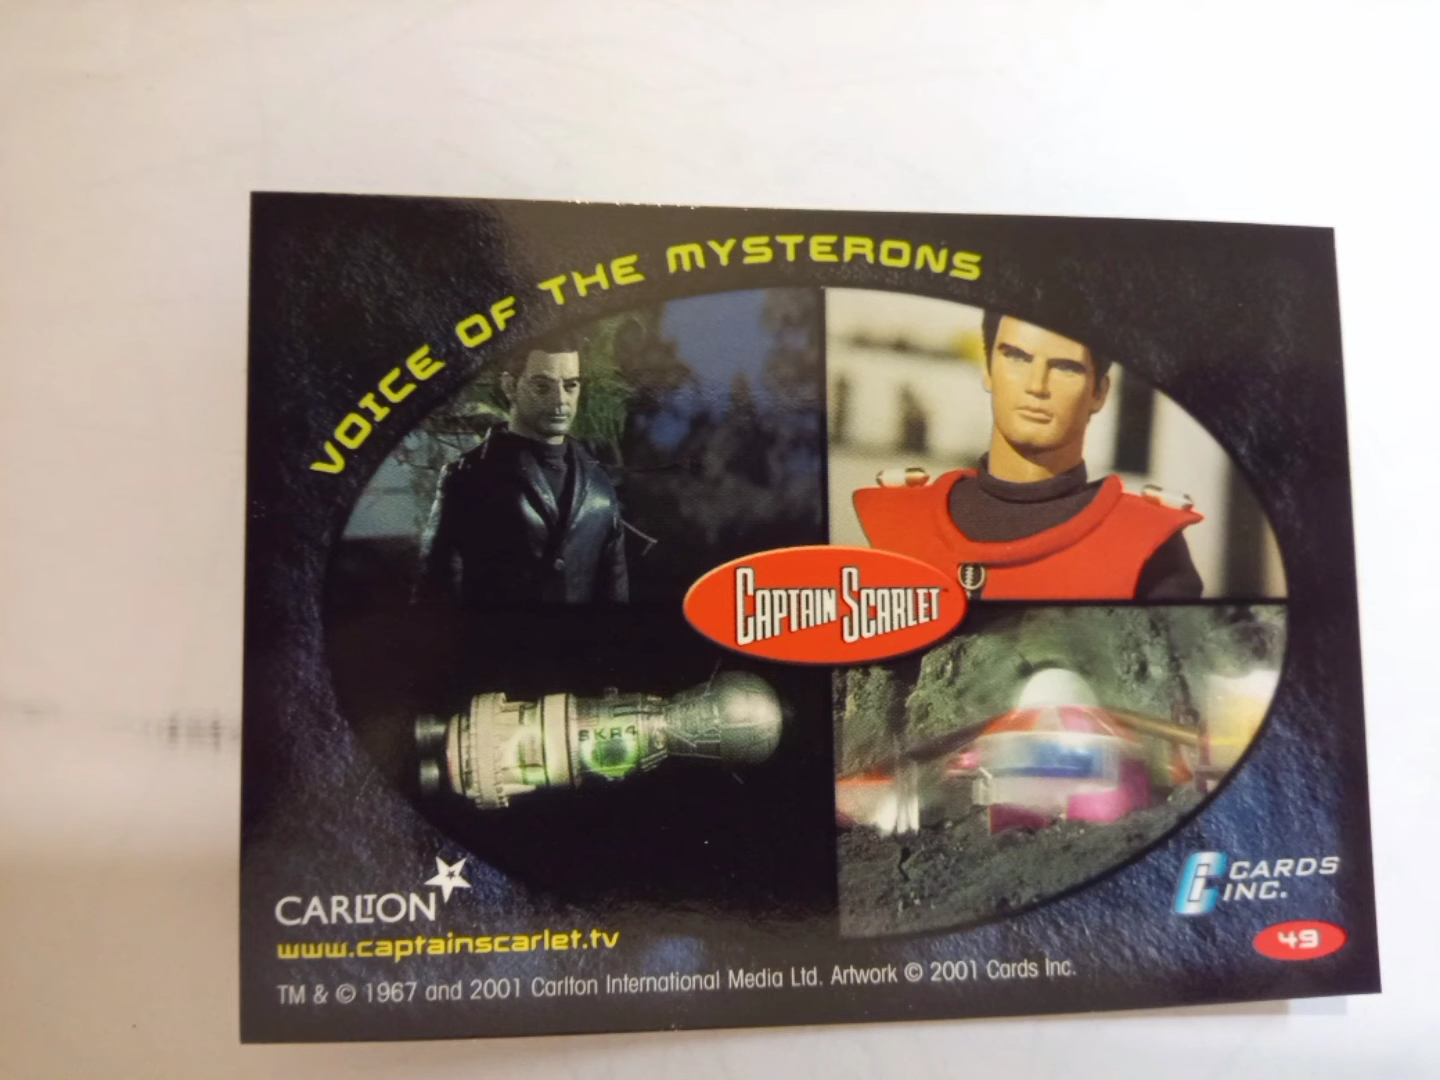 VOICE OF THE MYSTERONS
CAPTAIN SCARLET™
SKR4
CARLTON
www.captainscarlet.tv
TM & © 1967 and 2001 Carlton International Media Ltd. Artwork © 2001 Cards Inc.
CARDS
INC.
49